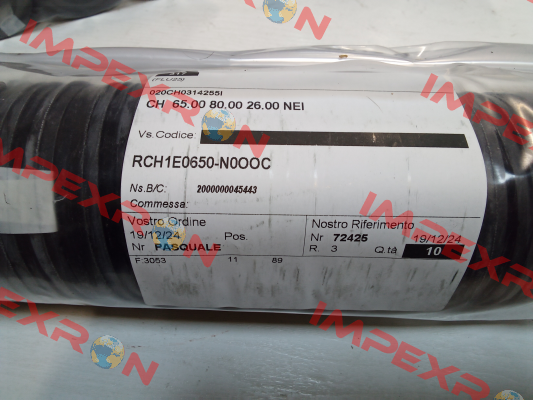 A17
(PLU25)
020CH0314255I
CH 65.00 80.00 26.00 NEI
Vs.Codice
RCH1E0650-N0OOC
Ns.B/C: 2000000045443
Commessa:
Vostro Ordine Nostro Riferimento
19/12/24 Pos. Nr 72425 19/12/24
Nr PASQUALE R. 3 Q.tà 10
F.3053 11 89
IMPEXRON
IMPEXRON
IMPEXRON
IMPEXRON
IMPEXRON